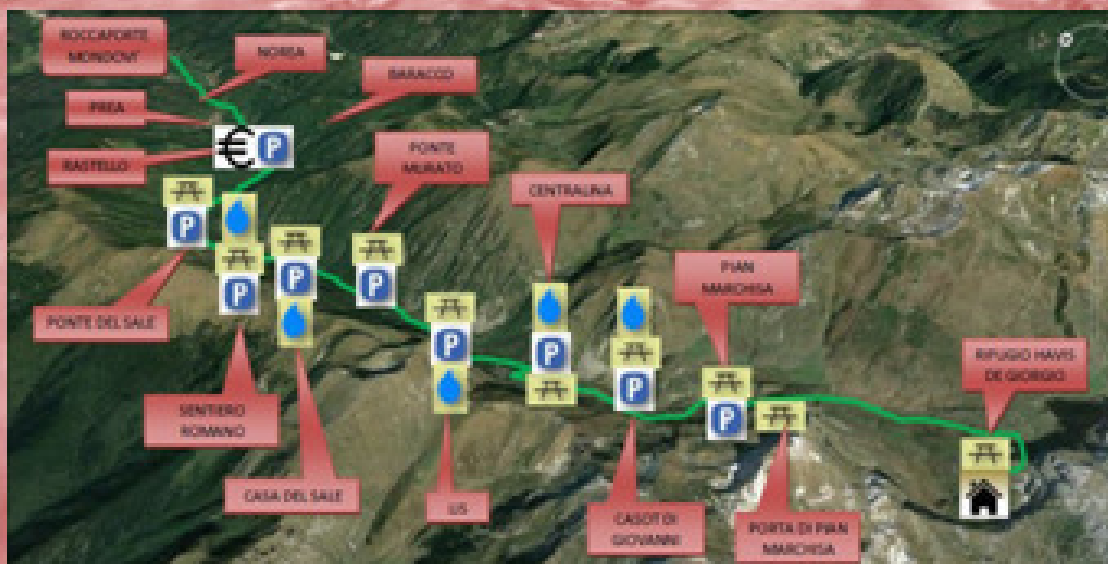 ROCCAFORTE
MONDOVI'
NOREA
BARACCO
PREA
RASTELLO
€ P
PONTE
MURATO
CENTRALINA
P
P
P
P
PIAN
MARCHISA
PONTE DEL SALE
P
P
P
P
P
RIFUGIO HAVIS
DE GIORGIO
SENTIERO
ROMANO
CASA DEL SALE
LIS
CASOT DI
GIOVANNI
PORTA DI PIAN
MARCHISA